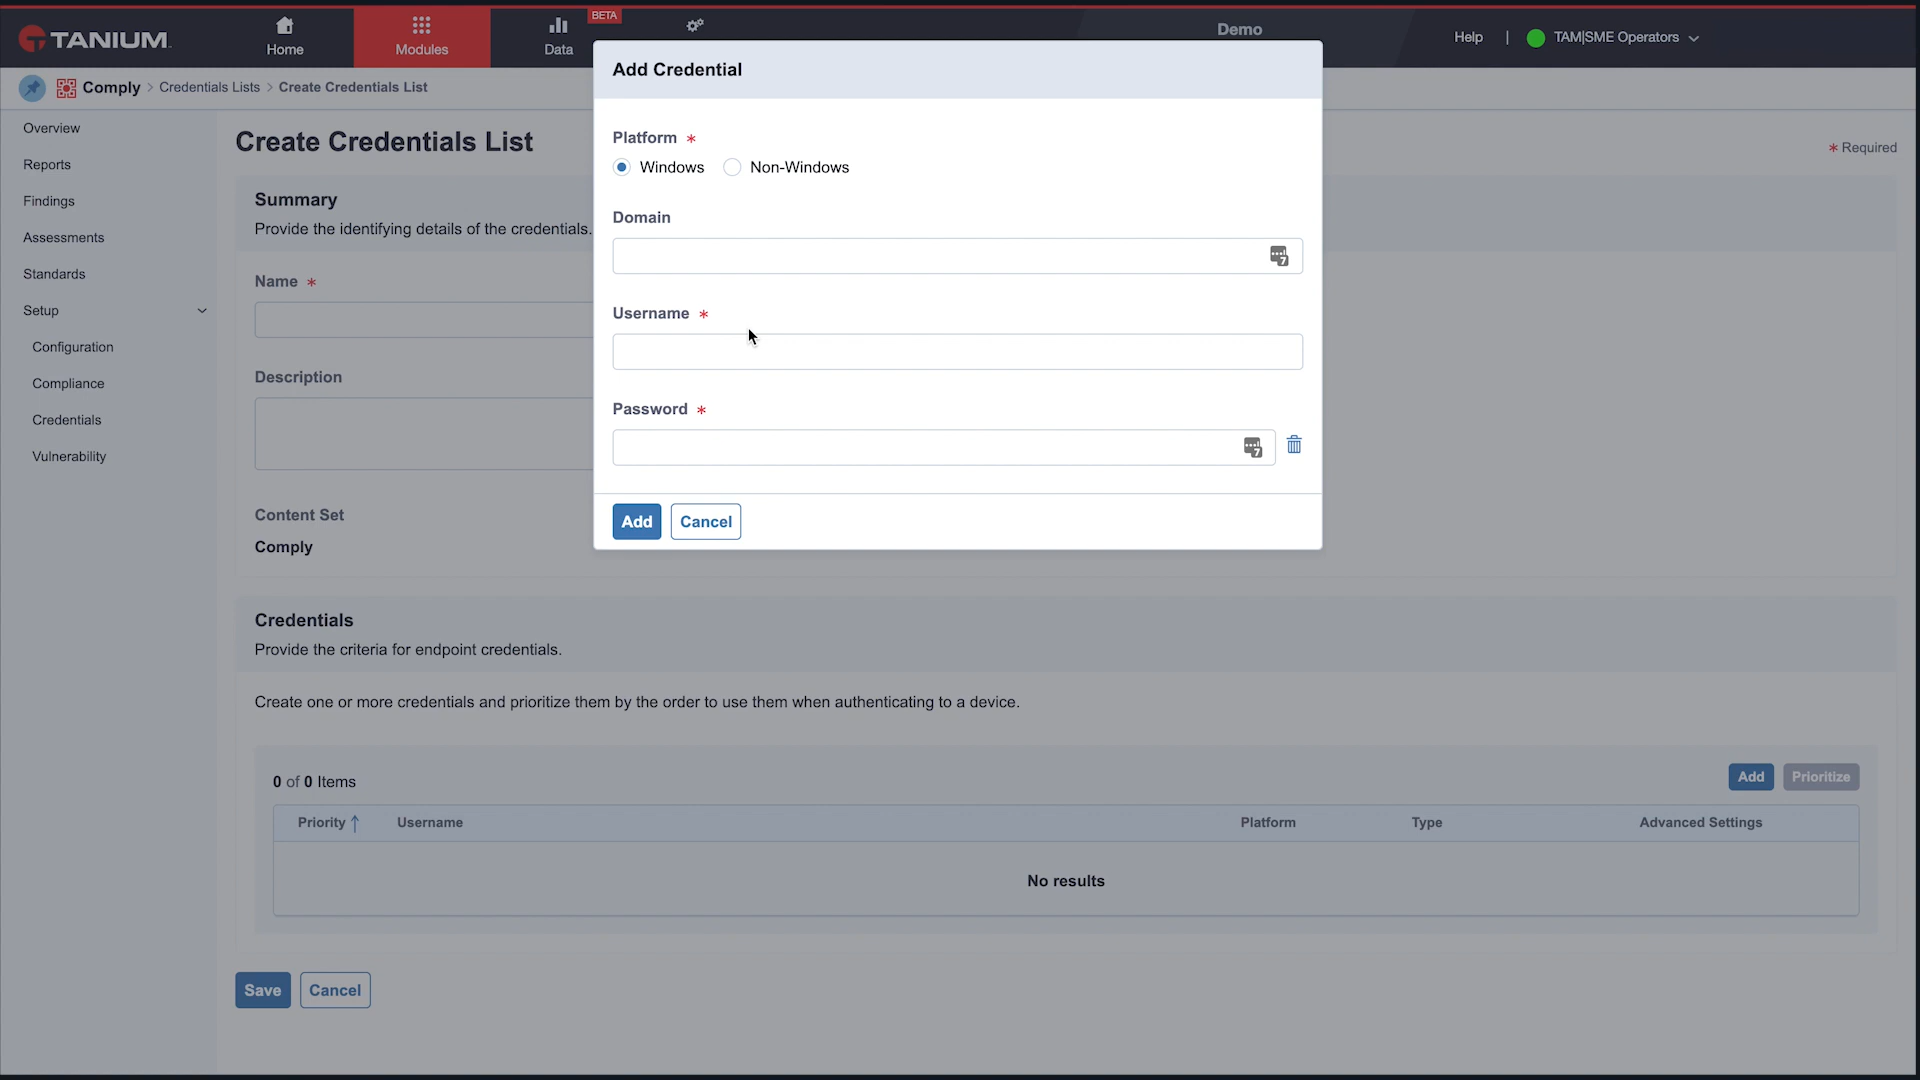 TANIUM
Home
Modules
Data
BETA
Demo
Help
|
TAM|SME Operators
Comply > Credentials Lists > Create Credentials List
Overview
Reports
Findings
Assessments
Standards
Setup
Configuration
Compliance
Credentials
Vulnerability
Create Credentials List
* Required
Summary
Provide the identifying details of the credentials.
Name *
Description
Content Set
Comply
Add Credential
Platform *
Windows
Non-Windows
Domain
7
Username *
Password *
7
Add
Cancel
Credentials
Provide the criteria for endpoint credentials.
Create one or more credentials and prioritize them by the order to use them when authenticating to a device.
0 of 0 Items
Add
Prioritize
Priority ↑ Username Platform Type Advanced Settings
No results
Save
Cancel